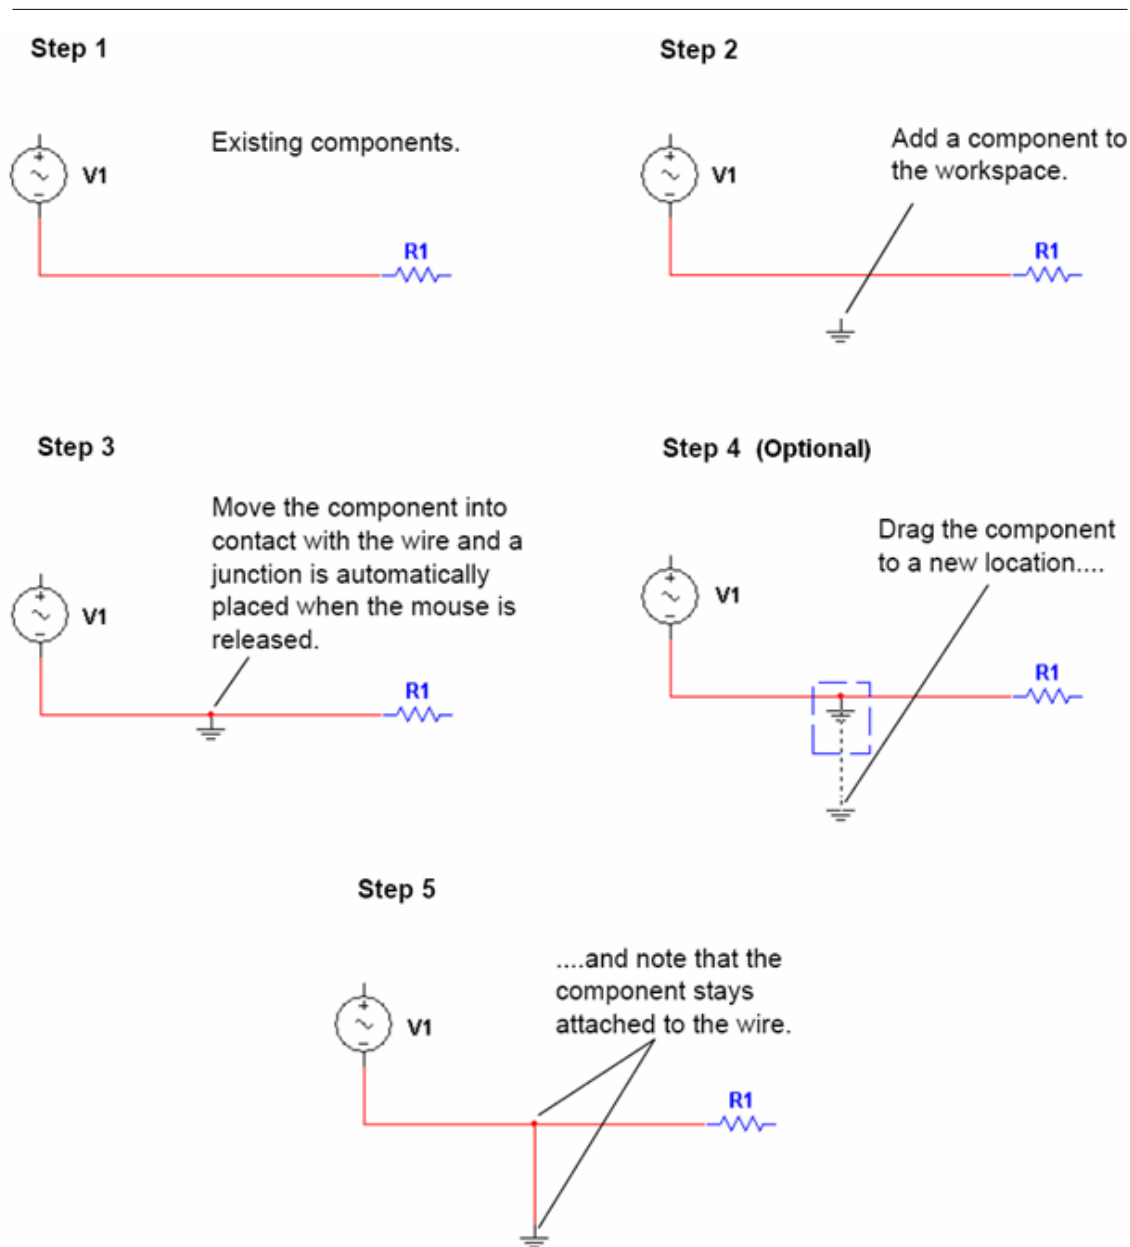 Step 1
Existing components.
+
V1
−
R1
Step 2
Add a component to
the workspace.
+
V1
−
R1
Step 3
Move the component into
contact with the wire and a
junction is automatically
placed when the mouse is
released.
+
V1
−
R1
Step 4 (Optional)
Drag the component
to a new location....
+
V1
−
R1
Step 5
....and note that the
component stays
attached to the wire.
+
V1
−
R1